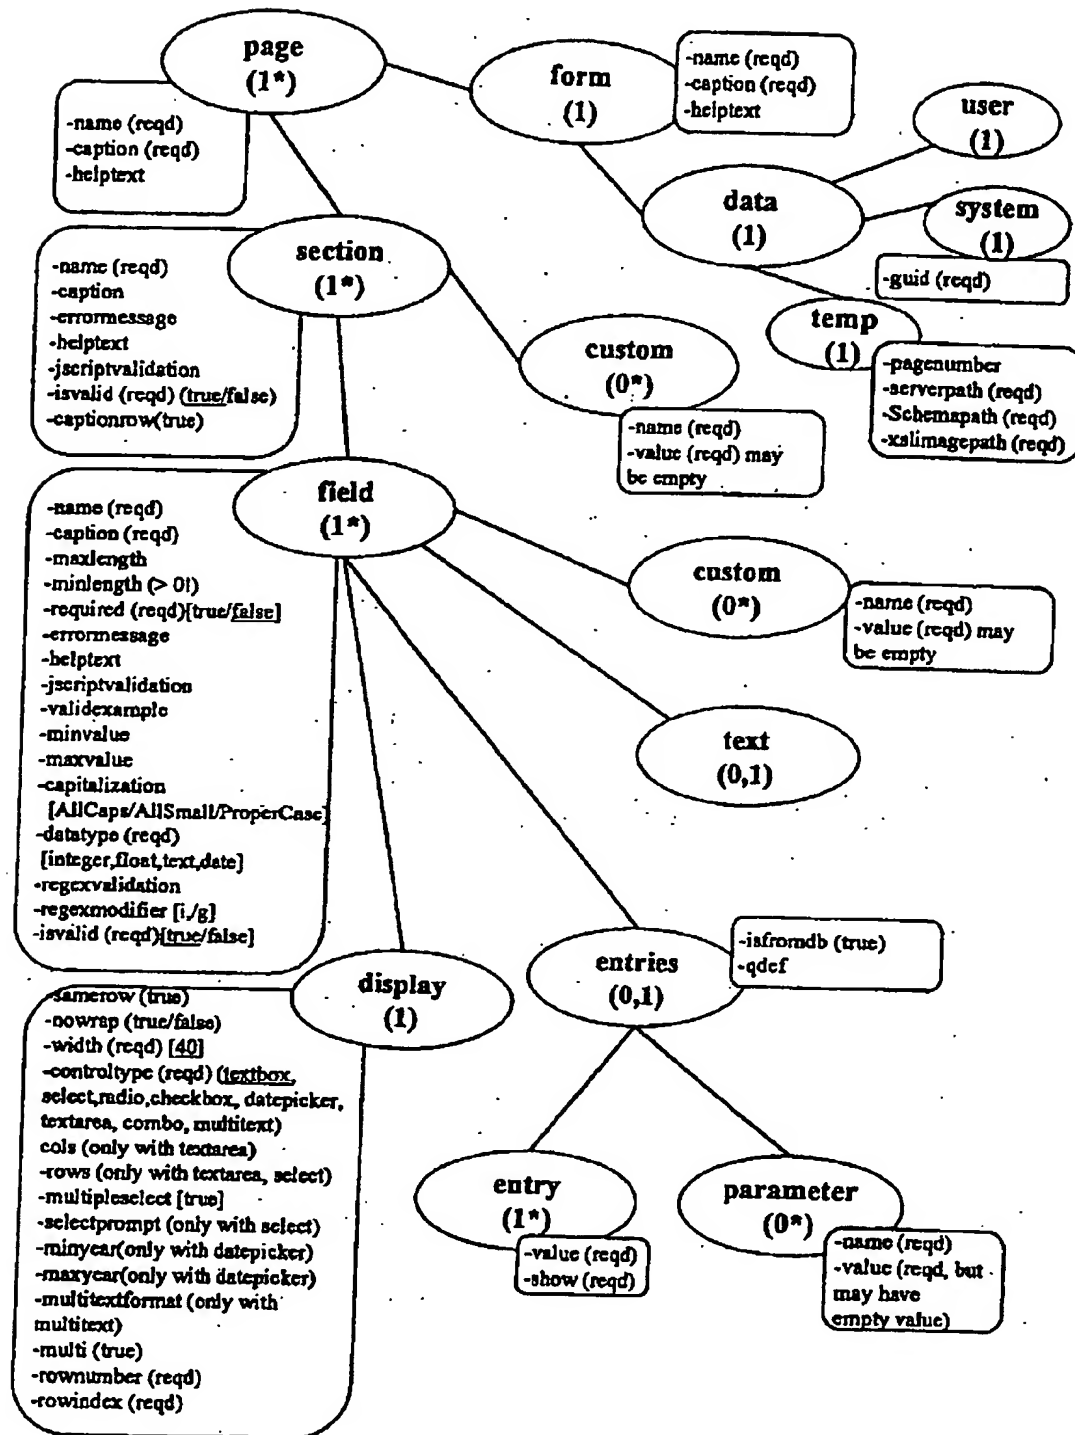 page
(1*)
-name (reqd)
-caption (reqd)
-helptext
form
(1)
-name (reqd)
-caption (reqd)
-helptext
user
(1)
data
(1)
system
(1)
-guid (reqd)
temp
(1)
-pagenumber
-serverpath (reqd)
-Schemapath (reqd)
-xslimagepath (reqd)
section
(1*)
-name (reqd)
-caption
-errormessage
-helptext
-jscriptvalidation
-isvalid (reqd) (true/false)
-captionrow(true)
custom
(0*)
-name (reqd)
-value (reqd) may
be empty
field
(1*)
-name (reqd)
-caption (reqd)
-maxlength
-minlength (> 0!)
-required (reqd)[true/false]
-errormessage
-helptext
-jscriptvalidation
-validexample
-minvalue
-maxvalue
-capitalization
[AllCaps/AllSmall/ProperCase]
-datatype (reqd)
[integer,float,text,date]
-regexvalidation
-regexmodifier [i,/g]
-isvalid (reqd)[true/false]
custom
(0*)
-name (reqd)
-value (reqd) may
be empty
text
(0,1)
entries
(0,1)
-isfromdb (true)
-qdef
display
(1)
-samerow (true)
-nowrap (true/false)
-width (reqd) [40]
-controltype (reqd) (textbox,
select,radio,checkbox, datepicker,
textarea, combo, multitext)
cols (only with textarea)
-rows (only with textarea, select)
-multipleselect [true]
-selectprompt (only with select)
-minyear(only with datepicker)
-maxyear(only with datepicker)
-multitextformat (only with
multitext)
-multi (true)
-rownumber (reqd)
-rowindex (reqd)
entry
(1*)
-value (reqd)
-show (reqd)
parameter
(0*)
-name (reqd)
-value (reqd, but
may have
empty value)